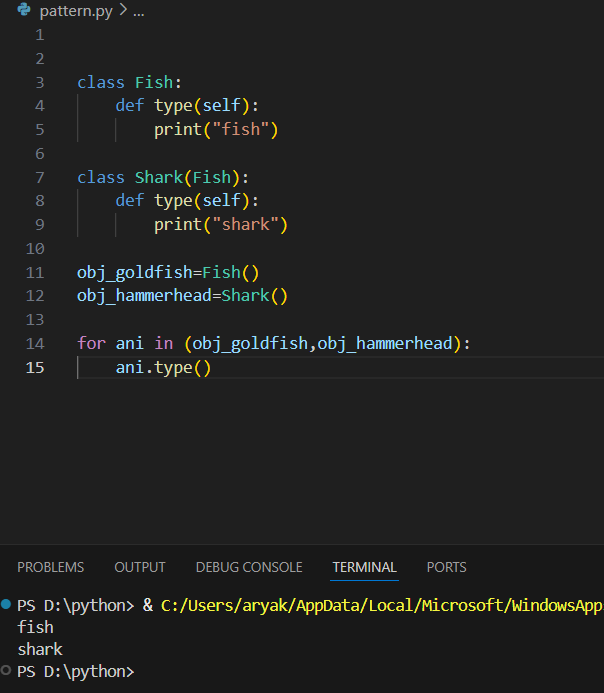 pattern.py > ...
1
2
3 class Fish:
4     def type(self):
5         print("fish")
6
7 class Shark(Fish):
8     def type(self):
9         print("shark")
10
11 obj_goldfish=Fish()
12 obj_hammerhead=Shark()
13
14 for ani in (obj_goldfish,obj_hammerhead):
15     ani.type()
PROBLEMS OUTPUT DEBUG CONSOLE TERMINAL PORTS
PS D:\python> & C:/Users/aryak/AppData/Local/Microsoft/WindowsApp
fish
shark
PS D:\python>